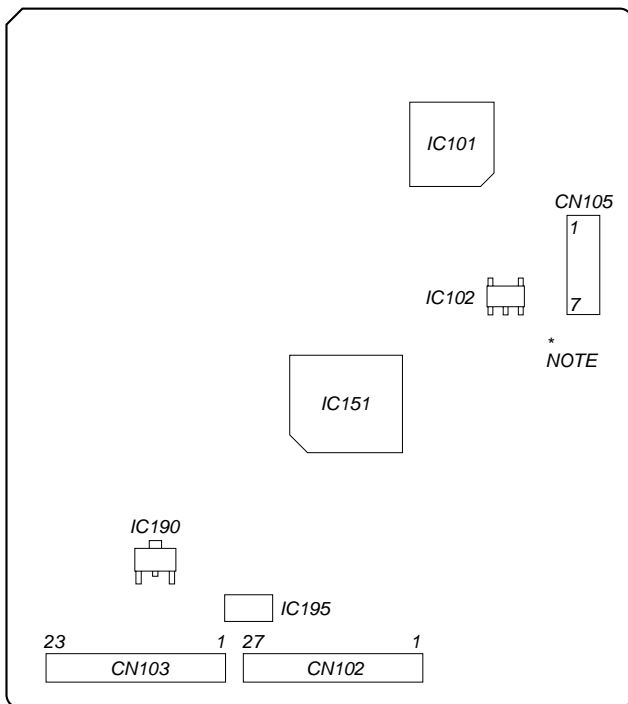 IC101
CN105
1
IC102
7
*
NOTE
IC151
IC190
IC195
23 1 27 1
CN103 CN102